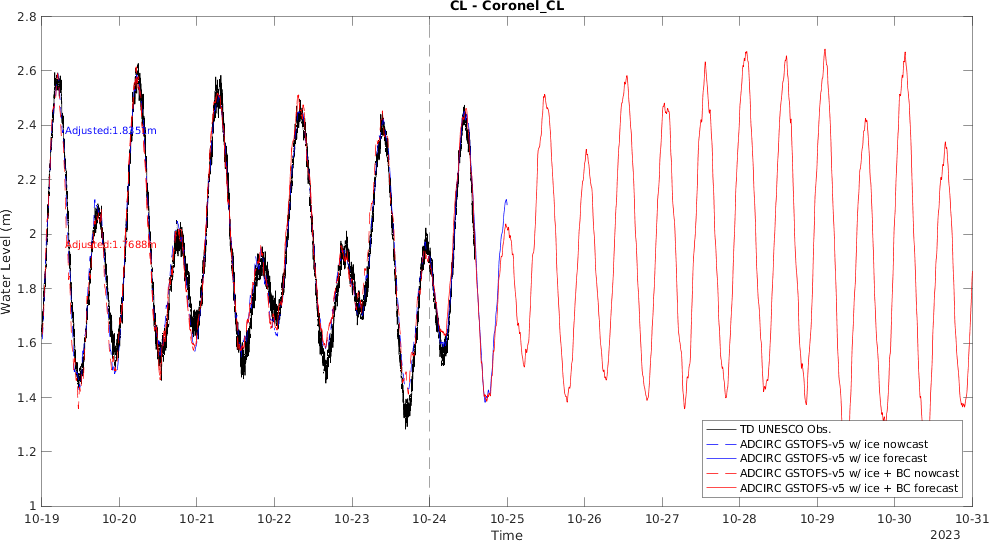 CL - Coronel_CL
2.8
2.6
2.4
2.2
2
1.8
1.6
1.4
1.2
1
Water Level (m)
Adjusted:1.7688m
TD UNESCO Obs.
ADCIRC GSTOFS-v5 w/ ice nowcast
ADCIRC GSTOFS-v5 w/ ice forecast
ADCIRC GSTOFS-v5 w/ ice + BC nowcast
ADCIRC GSTOFS-v5 w/ ice + BC forecast
10-19 10-20 10-21 10-22 10-23 10-24 10-25 10-26 10-27 10-28 10-29 10-30 10-31
Time
2023